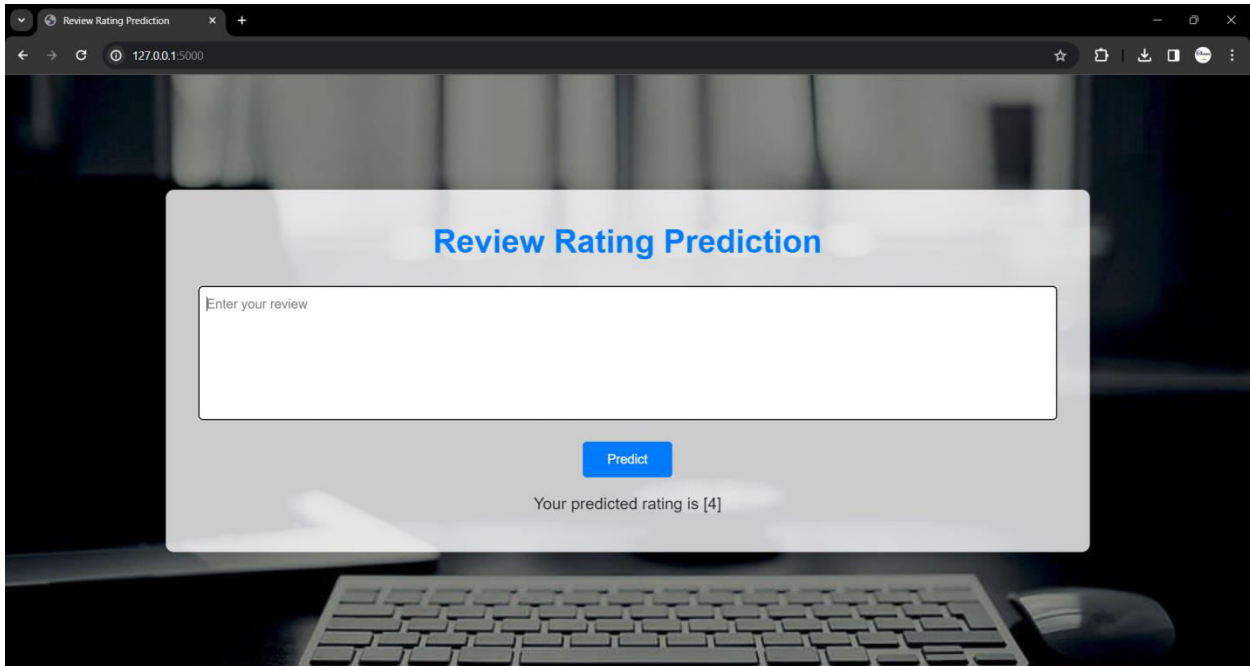 Review Rating Prediction
127.0.0.1:5000
Review Rating Prediction
Enter your review
Predict
Your predicted rating is [4]